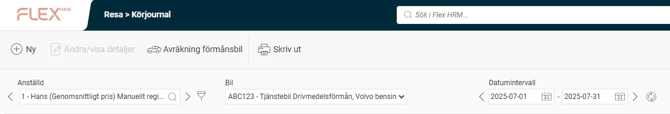 FLEX HRM
Resa > Körjournal
Sök i Flex HRM...
Ny
Ändra/visa detaljer
Avräkning förmånsbil
Skriv ut
Anställd
Bil
Datumintervall
1 - Hans (Genomsnittligt pris) Manuellt regi...
ABC123 - Tjänstebil Drivmedelsförmån, Volvo bensin
2025-07-01 - 2025-07-31